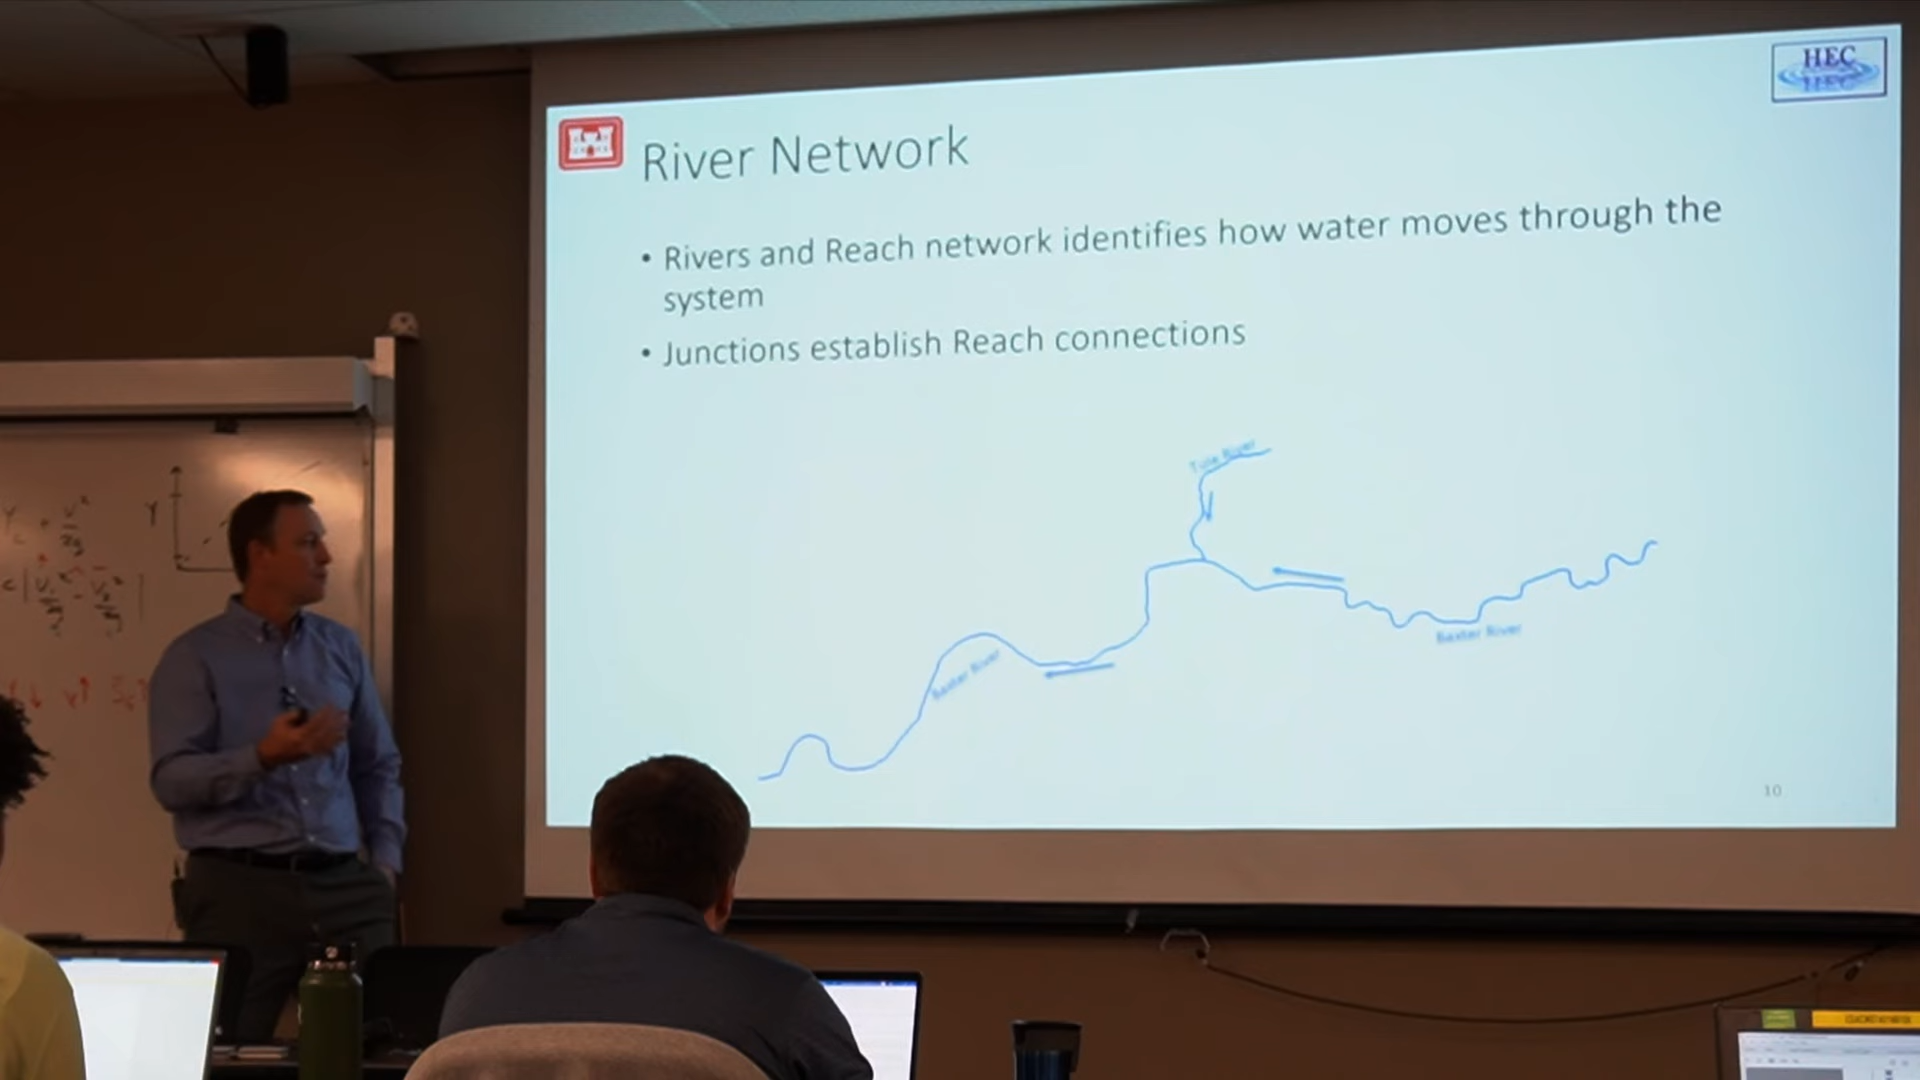 HEC
River Network
• Rivers and Reach network identifies how water moves through the
system
• Junctions establish Reach connections
Tule River
Baxter River
Baxter River
10
Y